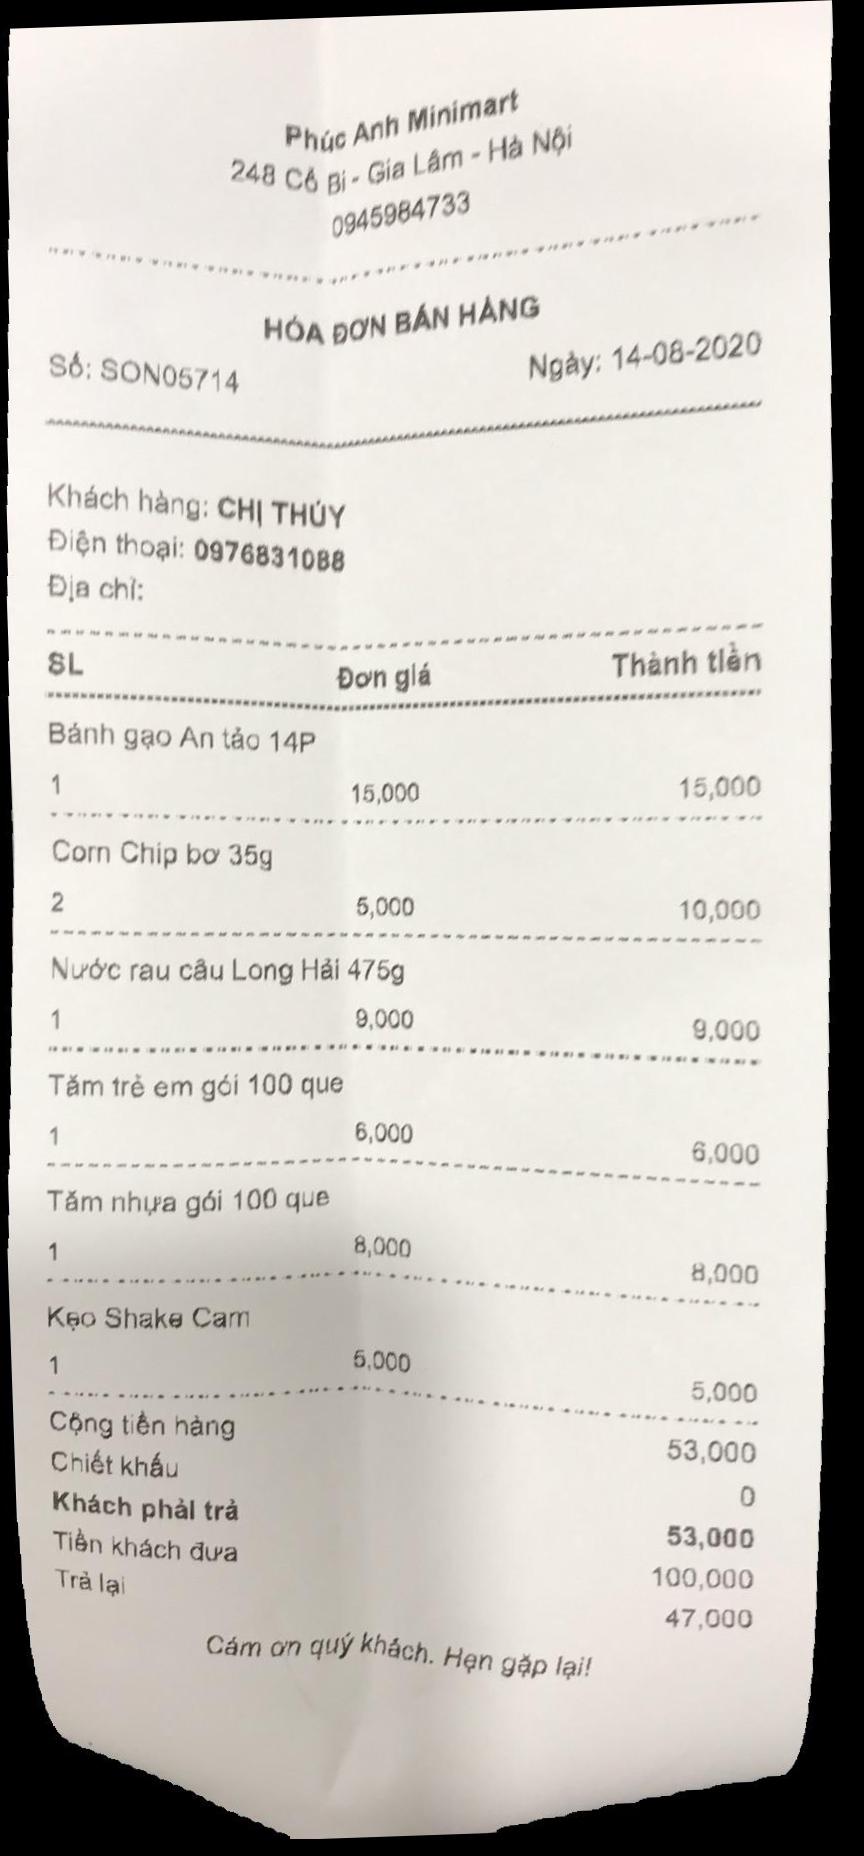 Phúc Anh Minimart
248 Cổ Bi - Gia Lâm - Hà Nội
0945984733
HÓA ĐƠN BÁN HÀNG
Số: SON05714 Ngày: 14-08-2020
Khách hàng: CHỊ THÚY
Điện thoại: 0976831088
Địa chỉ:
SL Đơn giá Thành tiền
Bánh gạo An tảo 14P
1 15,000 15,000
Corn Chip bơ 35g
2 5,000 10,000
Nước rau câu Long Hải 475g
1 9,000 9,000
Tăm trẻ em gói 100 que
1 6,000 6,000
Tăm nhựa gói 100 que
1 8,000 8,000
Kẹo Shake Cam
1 5,000 5,000
Cộng tiền hàng 53,000
Chiết khấu 0
Khách phải trả 53,000
Tiền khách đưa 100,000
Trả lại 47,000
Cám ơn quý khách. Hẹn gặp lại!